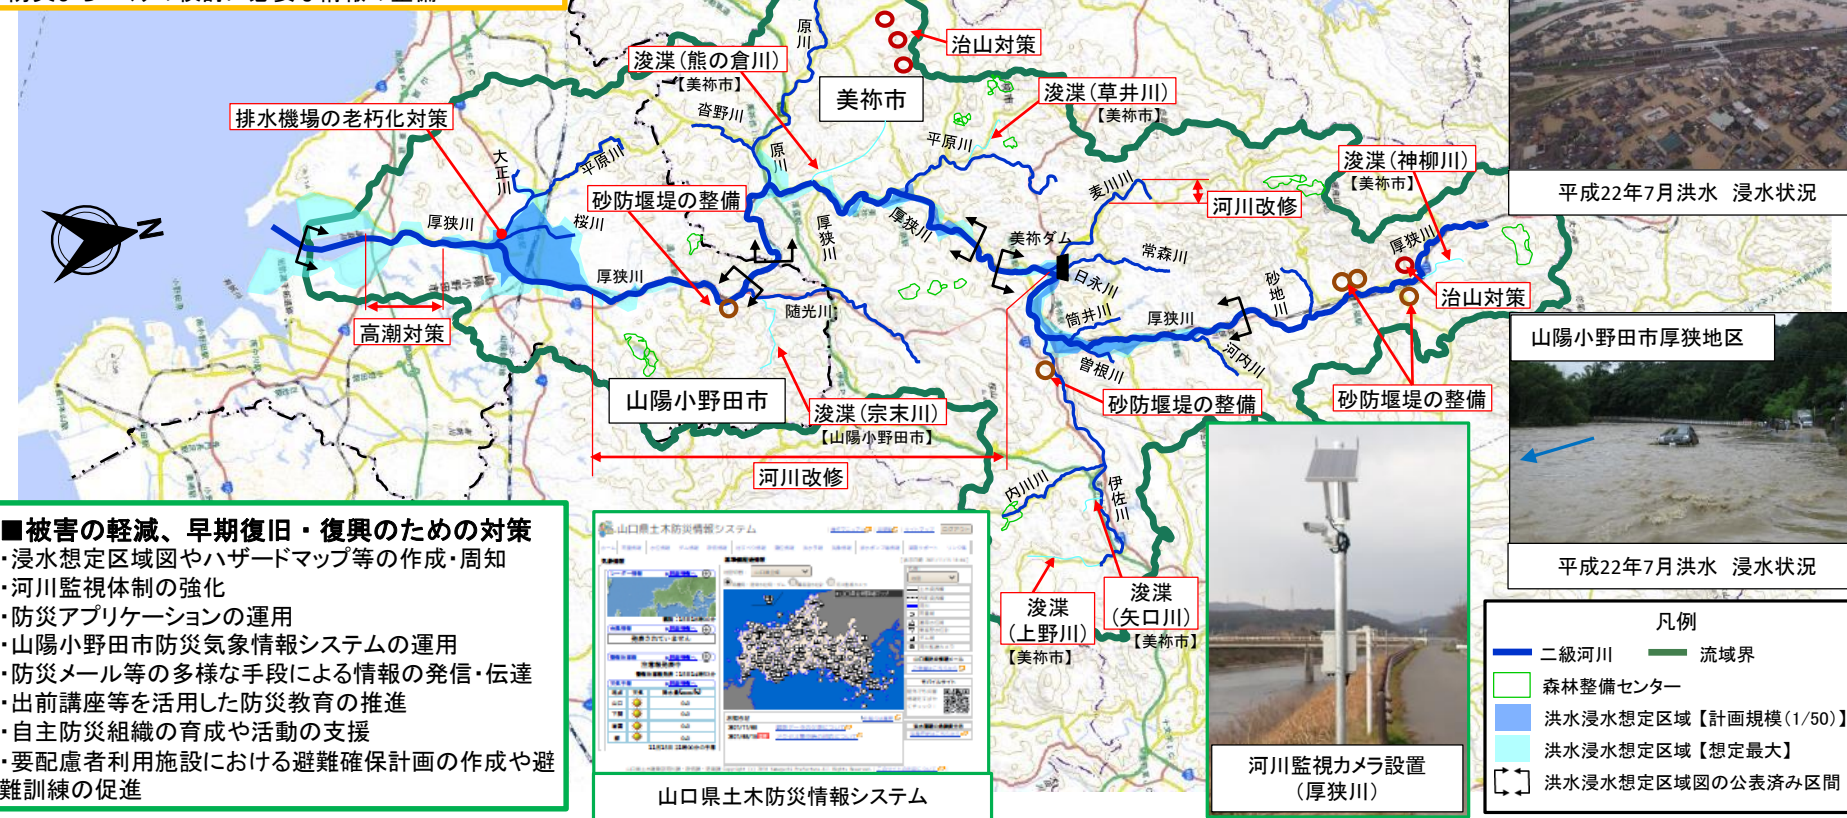 原川
治山対策
浚渫（熊の倉川）
【美祢市】
美祢市
浚渫（草井川）
【美祢市】
排水機場の老朽化対策
沓野川
大正川
平原川
原川
平原川
浚渫（神柳川）
【美祢市】
平成22年7月洪水 浸水状況
砂防堰堤の整備
麦川川
河川改修
厚狭川
桜川
厚狭川
厚狭川
美祢ダム
常森川
厚狭川
厚狭川
日永川
砂地川
治山対策
随光川
筒井川
厚狭川
高潮対策
河内川
曽根川
山陽小野田市厚狭地区
山陽小野田市
浚渫（宗末川）
【山陽小野田市】
砂防堰堤の整備
砂防堰堤の整備
河川改修
内川川
伊佐川
N
■被害の軽減、早期復旧・復興のための対策
・浸水想定区域図やハザードマップ等の作成・周知
・河川監視体制の強化
・防災アプリケーションの運用
・山陽小野田市防災気象情報システムの運用
・防災メール等の多様な手段による情報の発信・伝達
・出前講座等を活用した防災教育の推進
・自主防災組織の育成や活動の支援
・要配慮者利用施設における避難確保計画の作成や避
難訓練の促進
山口県土木防災情報システム
山口県土木防災情報システム
浚渫
（上野川）
【美祢市】
浚渫
（矢口川）
【美祢市】
河川監視カメラ設置
（厚狭川）
平成22年7月洪水 浸水状況
凡例
二級河川
流域界
森林整備センター
洪水浸水想定区域【計画規模（1/50）】
洪水浸水想定区域【想定最大】
洪水浸水想定区域図の公表済み区間